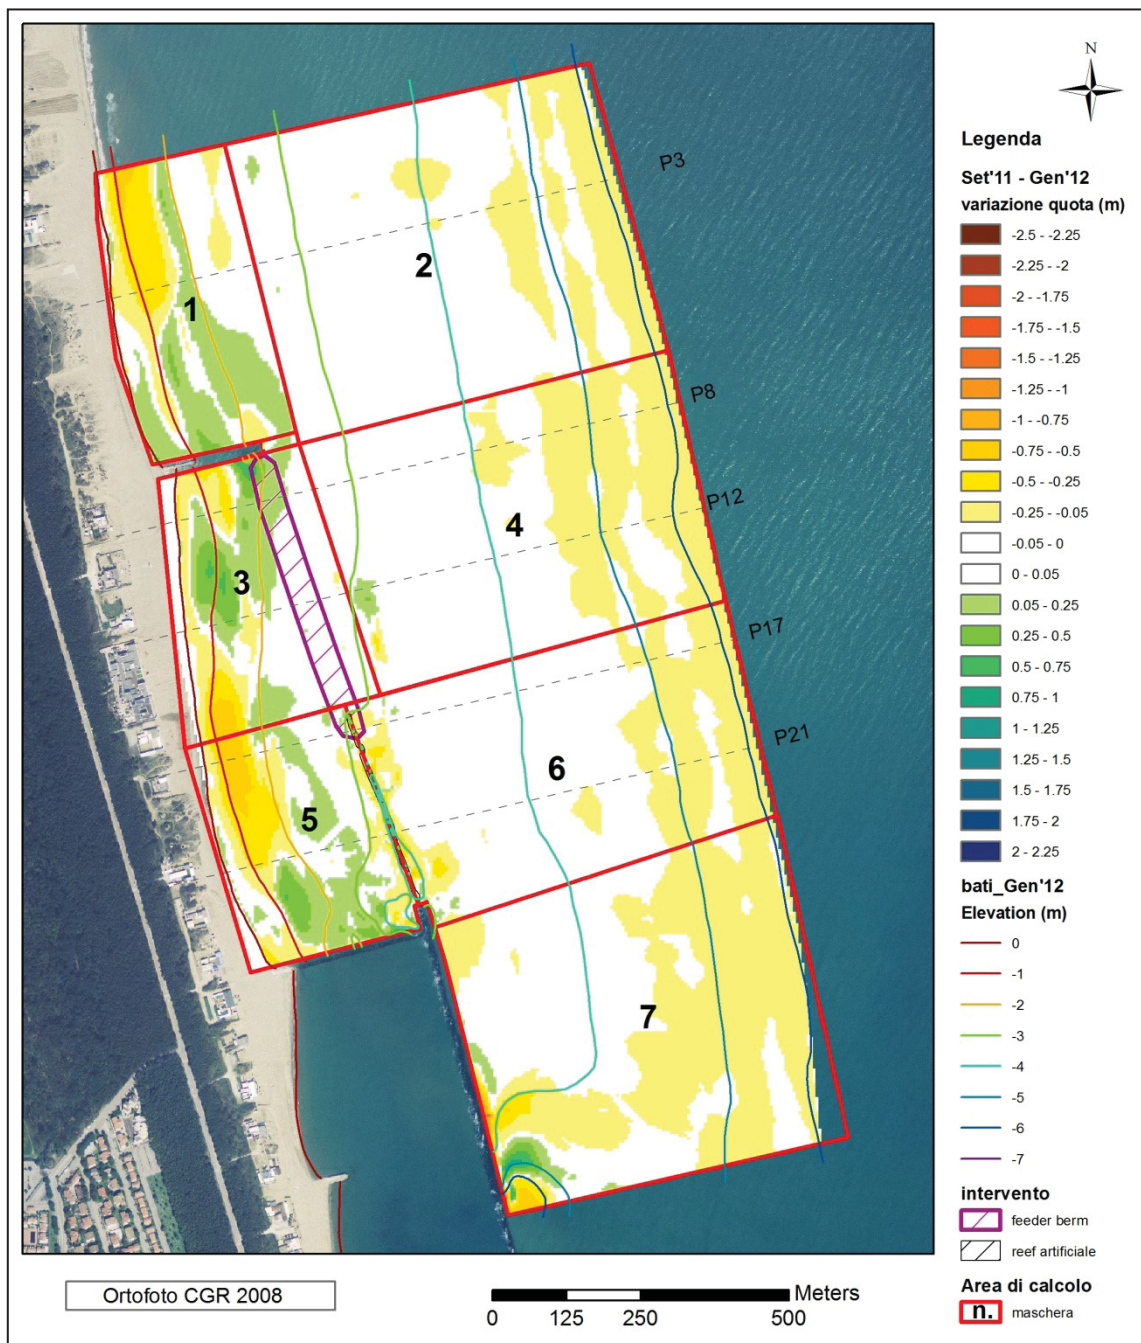 N
P3
P8
P12
P17
P21
1
2
3
4
5
6
7
Legenda
Set'11 - Gen'12
variazione quota (m)
-2.5 - -2.25
-2.25 - -2
-2 - -1.75
-1.75 - -1.5
-1.5 - -1.25
-1.25 - -1
-1 - -0.75
-0.75 - -0.5
-0.5 - -0.25
-0.25 - -0.05
-0.05 - 0
0 - 0.05
0.05 - 0.25
0.25 - 0.5
0.5 - 0.75
0.75 - 1
1 - 1.25
1.25 - 1.5
1.5 - 1.75
1.75 - 2
2 - 2.25
bati_Gen'12
Elevation (m)
0
-1
-2
-3
-4
-5
-6
-7
intervento
feeder berm
reef artificiale
Area di calcolo
n. maschera
Ortofoto CGR 2008
Meters
0 125 250 500